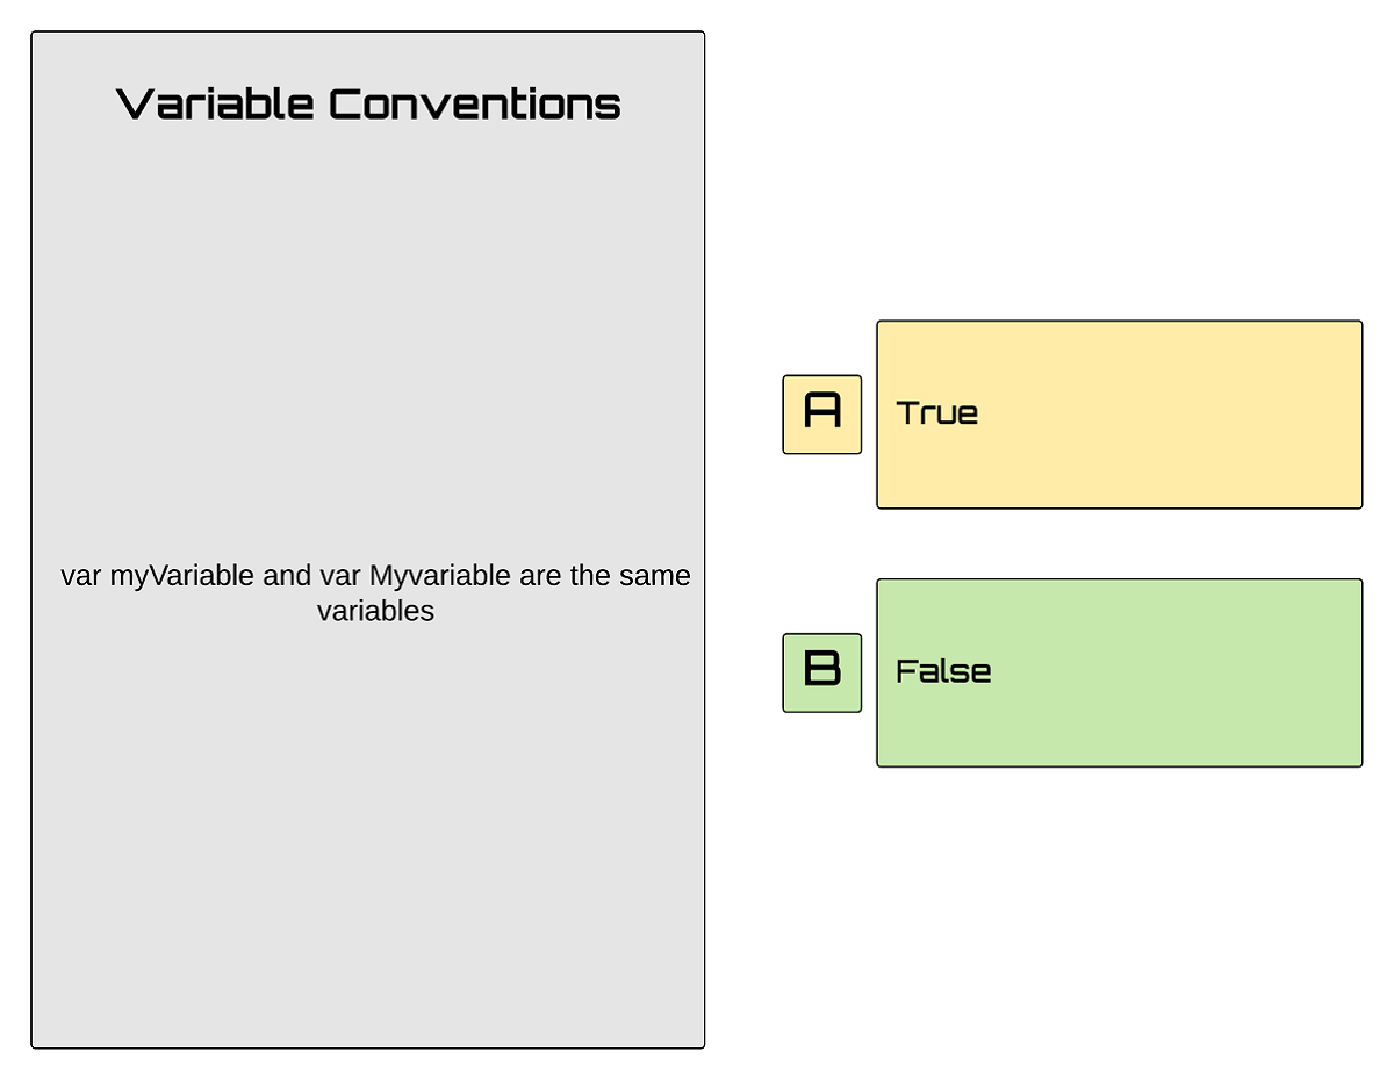 Variable Conventions
var myVariable and var Myvariable are the same
variables
A
True
B
False